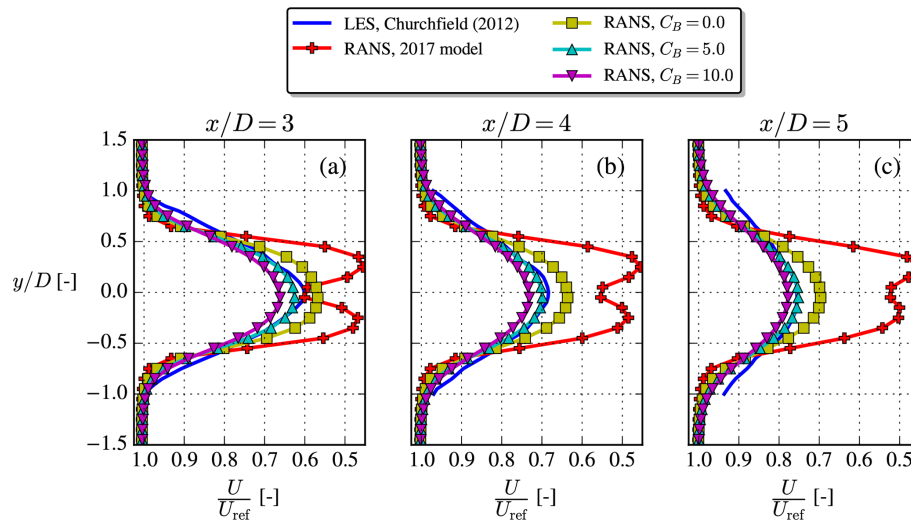 LES, Churchfield (2012)
RANS, 2017 model
RANS, C_B = 0.0
RANS, C_B = 5.0
RANS, C_B = 10.0
x/D = 3
x/D = 4
x/D = 5
(a)
(b)
(c)
1.5
1.0
0.5
0.0
−0.5
−1.0
−1.5
y/D [-]
1.0 0.9 0.8 0.7 0.6 0.5
1.0 0.9 0.8 0.7 0.6 0.5
1.0 0.9 0.8 0.7 0.6 0.5
U/U_ref [-]
U/U_ref [-]
U/U_ref [-]